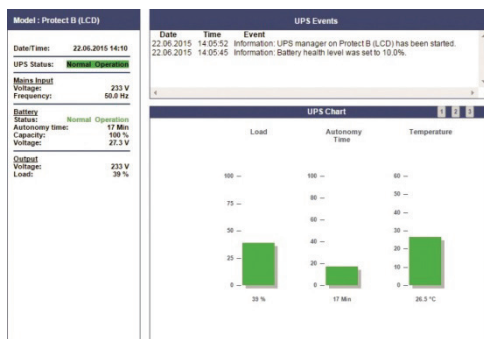 Model : Protect B (LCD)
Date/Time: 22.06.2015 14:10
UPS Status: Normal Operation
Mains Input
Voltage: 233 V
Frequency: 50.0 Hz
Battery
Status: Normal Operation
Autonomy time: 17 Min
Capacity: 100 %
Voltage: 27.3 V
Output
Voltage: 233 V
Load: 39 %
UPS Events
Date Time Event
22.06.2015 14:05:52 Information: UPS manager on Protect B (LCD) has been started.
22.06.2015 14:05:45 Information: Battery health level was set to 10.0%.
UPS Chart 1 2 3
Load
100
75
50
25
0
39 %
Autonomy
Time
100
80
60
40
20
0
17 Min
Temperature
60
50
40
30
20
10
0
26.5 °C